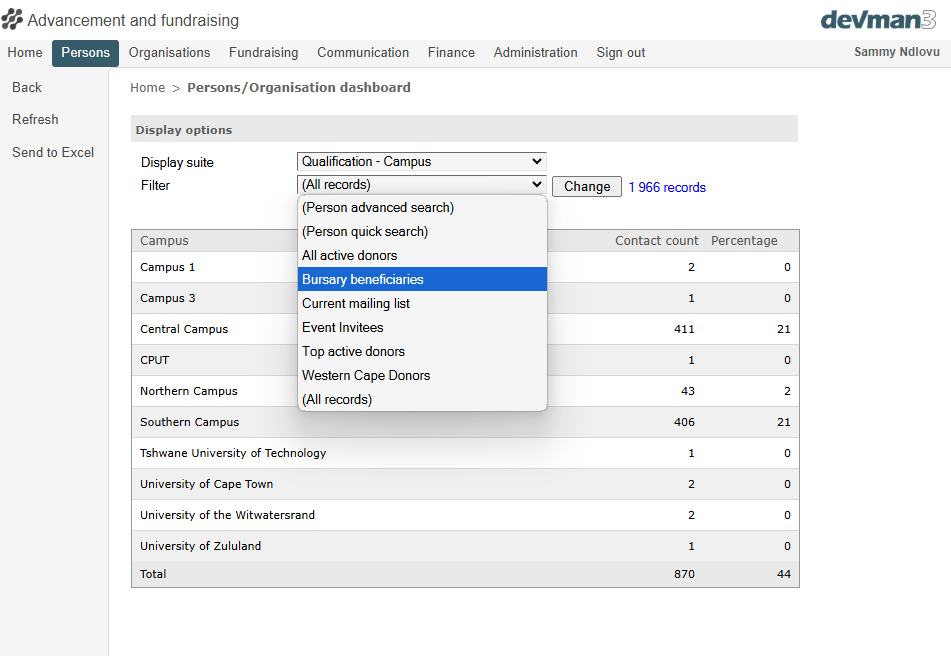 Advancement and fundraising
devman3
Home Persons Organisations Fundraising Communication Finance Administration Sign out Sammy Ndlovu
Back
Refresh
Send to Excel
Home > Persons/Organisation dashboard
Display options
Display suite Qualification - Campus
Filter (All records) Change 1 966 records
(Person advanced search)
(Person quick search)
All active donors
Bursary beneficiaries
Current mailing list
Event Invitees
Top active donors
Western Cape Donors
(All records)
Campus Contact count Percentage
Campus 1 2 0
Campus 3 1 0
Central Campus 411 21
CPUT 1 0
Northern Campus 43 2
Southern Campus 406 21
Tshwane University of Technology 1 0
University of Cape Town 2 0
University of the Witwatersrand 2 0
University of Zululand 1 0
Total 870 44